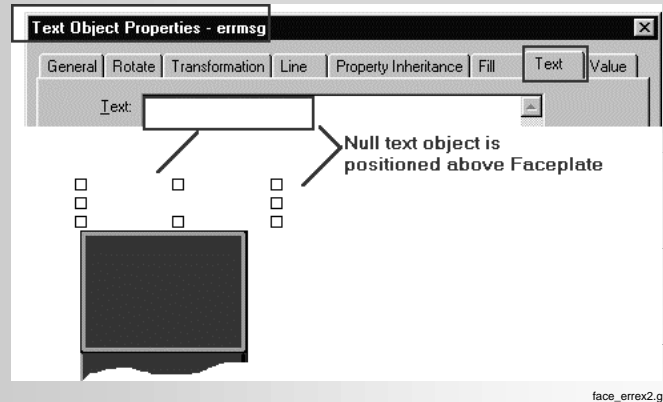 Text Object Properties - errmsg
General Rotate Transformation Line Property Inheritance Fill Text Value
Text:
Null text object is
positioned above Faceplate
face_errex2.g